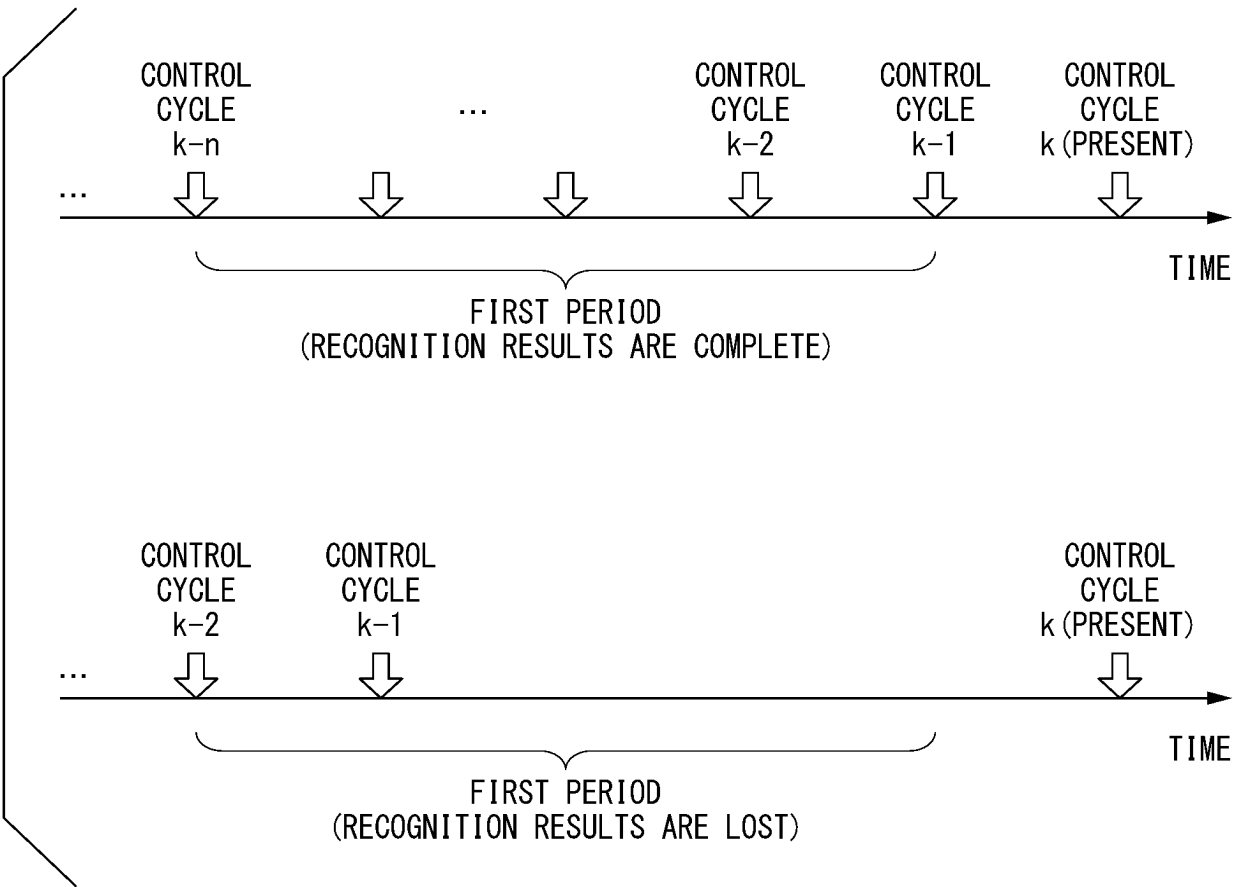 CONTROL CYCLE k-n
...
CONTROL CYCLE k-2
CONTROL CYCLE k-1
CONTROL CYCLE k(PRESENT)
...
TIME
FIRST PERIOD
(RECOGNITION RESULTS ARE COMPLETE)
CONTROL CYCLE k-2
CONTROL CYCLE k-1
CONTROL CYCLE k(PRESENT)
...
TIME
FIRST PERIOD
(RECOGNITION RESULTS ARE LOST)